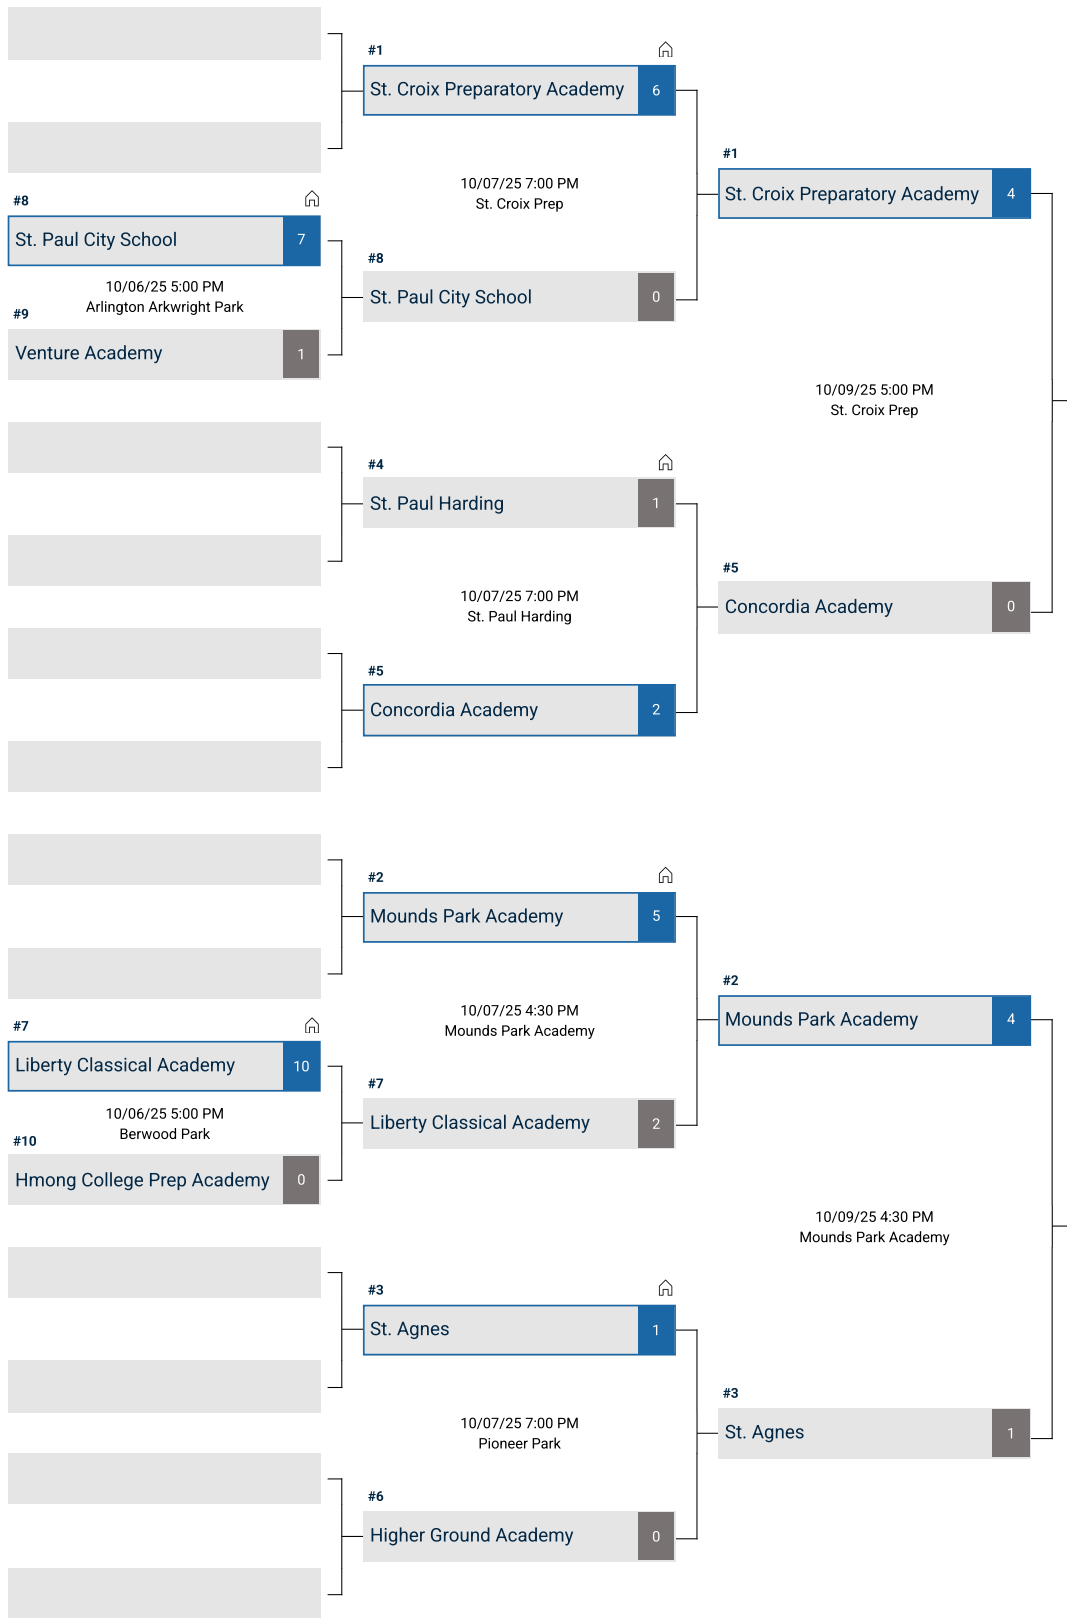 #1
St. Croix Preparatory Academy 6
10/07/25 7:00 PM
St. Croix Prep
#1
St. Croix Preparatory Academy 4
#8
St. Paul City School 7
10/06/25 5:00 PM
Arlington Arkwright Park
#9
Venture Academy 1
#8
St. Paul City School 0
10/09/25 5:00 PM
St. Croix Prep
#4
St. Paul Harding 1
10/07/25 7:00 PM
St. Paul Harding
#5
Concordia Academy 0
#5
Concordia Academy 2
#2
Mounds Park Academy 5
10/07/25 4:30 PM
Mounds Park Academy
#2
Mounds Park Academy 4
#7
Liberty Classical Academy 10
10/06/25 5:00 PM
Berwood Park
#10
Hmong College Prep Academy 0
#7
Liberty Classical Academy 2
10/09/25 4:30 PM
Mounds Park Academy
#3
St. Agnes 1
10/07/25 7:00 PM
Pioneer Park
#3
St. Agnes 1
#6
Higher Ground Academy 0